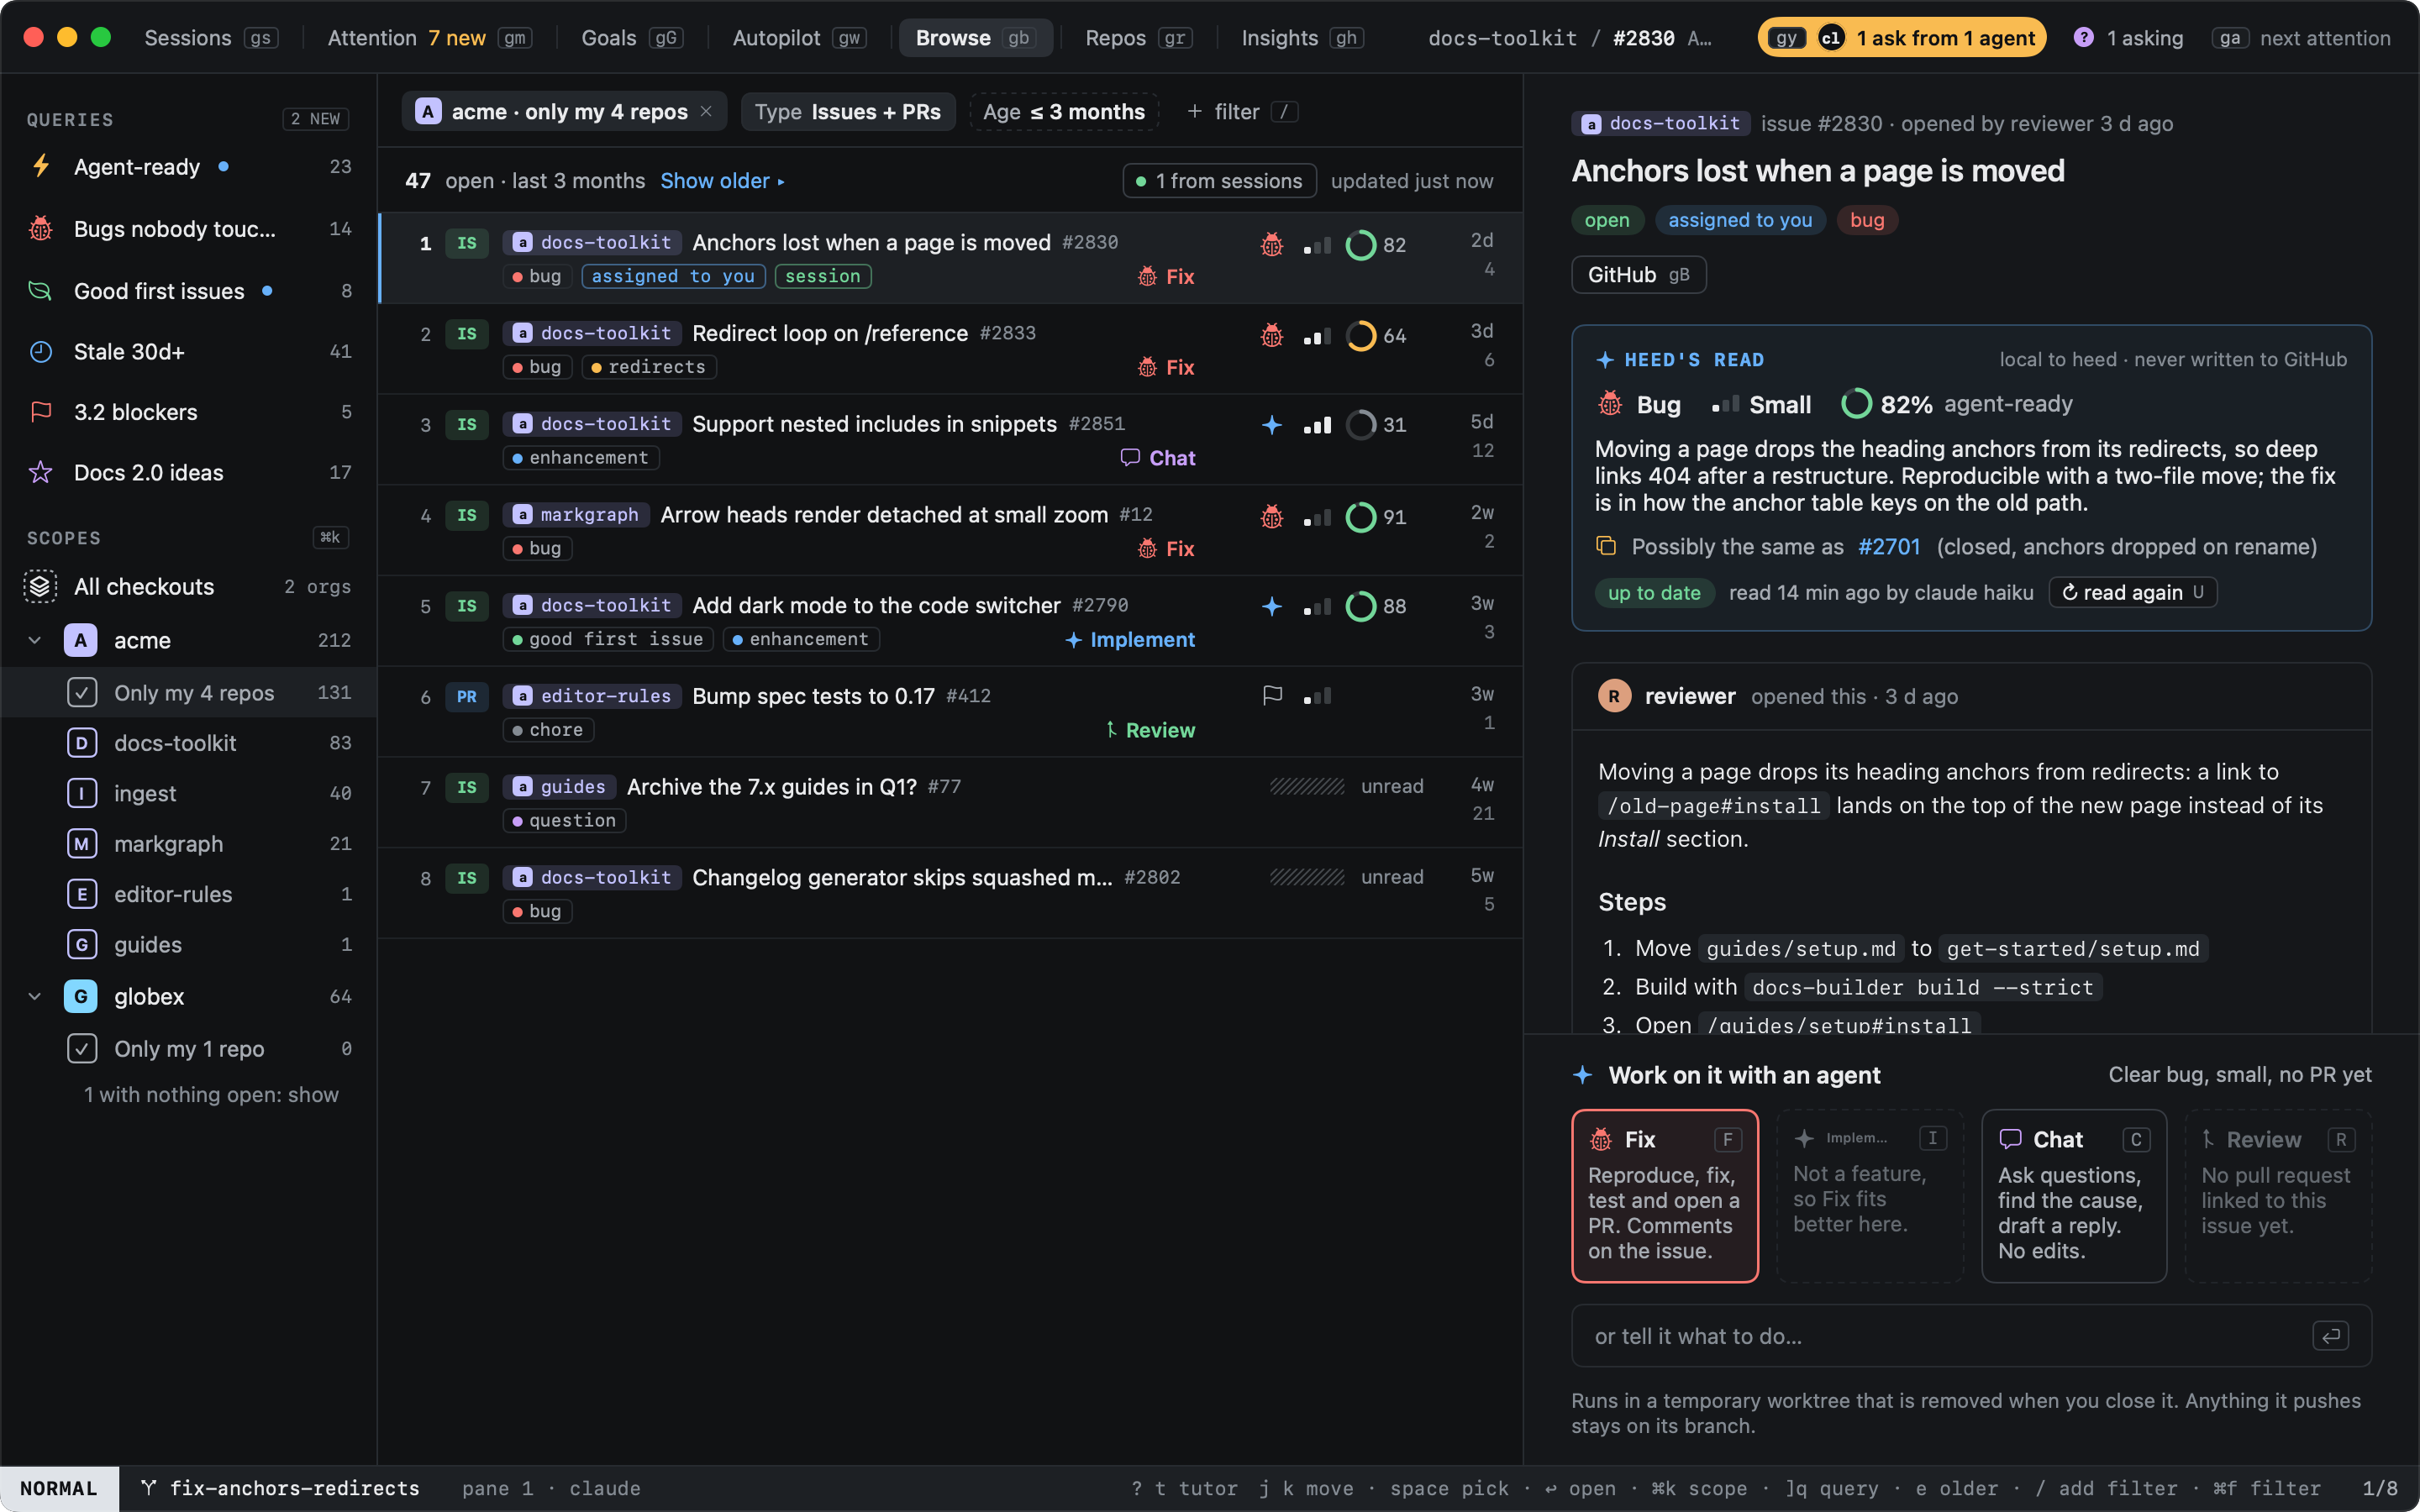 Sessions gs Attention 7 new gm Goals gG Autopilot gw Browse gb Repos gr Insights gh docs-toolkit / #2830 A… gy cl 1 ask from 1 agent ? 1 asking ga next attention
QUERIES 2 NEW
Agent-ready 23
Bugs nobody touc… 14
Good first issues 8
Stale 30d+ 41
3.2 blockers 5
Docs 2.0 ideas 17
SCOPES ⌘k
All checkouts 2 orgs
A acme 212
Only my 4 repos 131
D docs-toolkit 83
I ingest 40
M markgraph 21
E editor-rules 1
G guides 1
G globex 64
Only my 1 repo 0
1 with nothing open: show
A acme · only my 4 repos × Type Issues + PRs Age ≤ 3 months + filter /
47 open · last 3 months Show older ▸ 1 from sessions updated just now
1 IS a docs-toolkit Anchors lost when a page is moved #2830 82 2d
bug assigned to you session Fix 4
2 IS a docs-toolkit Redirect loop on /reference #2833 64 3d
bug redirects Fix 6
3 IS a docs-toolkit Support nested includes in snippets #2851 31 5d
enhancement Chat 12
4 IS a markgraph Arrow heads render detached at small zoom #12 91 2w
bug Fix 2
5 IS a docs-toolkit Add dark mode to the code switcher #2790 88 3w
good first issue enhancement Implement 3
6 PR a editor-rules Bump spec tests to 0.17 #412 3w
chore Review 1
7 IS a guides Archive the 7.x guides in Q1? #77 unread 4w
question 21
8 IS a docs-toolkit Changelog generator skips squashed m… #2802 unread 5w
bug 5
a docs-toolkit issue #2830 · opened by reviewer 3 d ago
Anchors lost when a page is moved
open assigned to you bug
GitHub gB
HEED'S READ local to heed · never written to GitHub
Bug Small 82% agent-ready
Moving a page drops the heading anchors from its redirects, so deep
links 404 after a restructure. Reproducible with a two-file move; the fix
is in how the anchor table keys on the old path.
Possibly the same as #2701 (closed, anchors dropped on rename)
up to date read 14 min ago by claude haiku read again U
R reviewer opened this · 3 d ago
Moving a page drops its heading anchors from redirects: a link to
/old-page#install lands on the top of the new page instead of its
Install section.
Steps
1. Move guides/setup.md to get-started/setup.md
2. Build with docs-builder build --strict
3. Open /guides/setup#install
Work on it with an agent Clear bug, small, no PR yet
Fix F
Reproduce, fix,
test and open a
PR. Comments
on the issue.
Implem… I
Not a feature,
so Fix fits
better here.
Chat C
Ask questions,
find the cause,
draft a reply.
No edits.
Review R
No pull request
linked to this
issue yet.
or tell it what to do…
Runs in a temporary worktree that is removed when you close it. Anything it pushes
stays on its branch.
NORMAL fix-anchors-redirects pane 1 · claude ? t tutor j k move · space pick · ↩ open · ⌘k scope · ]q query · e older · / add filter · ⌘f filter 1/8